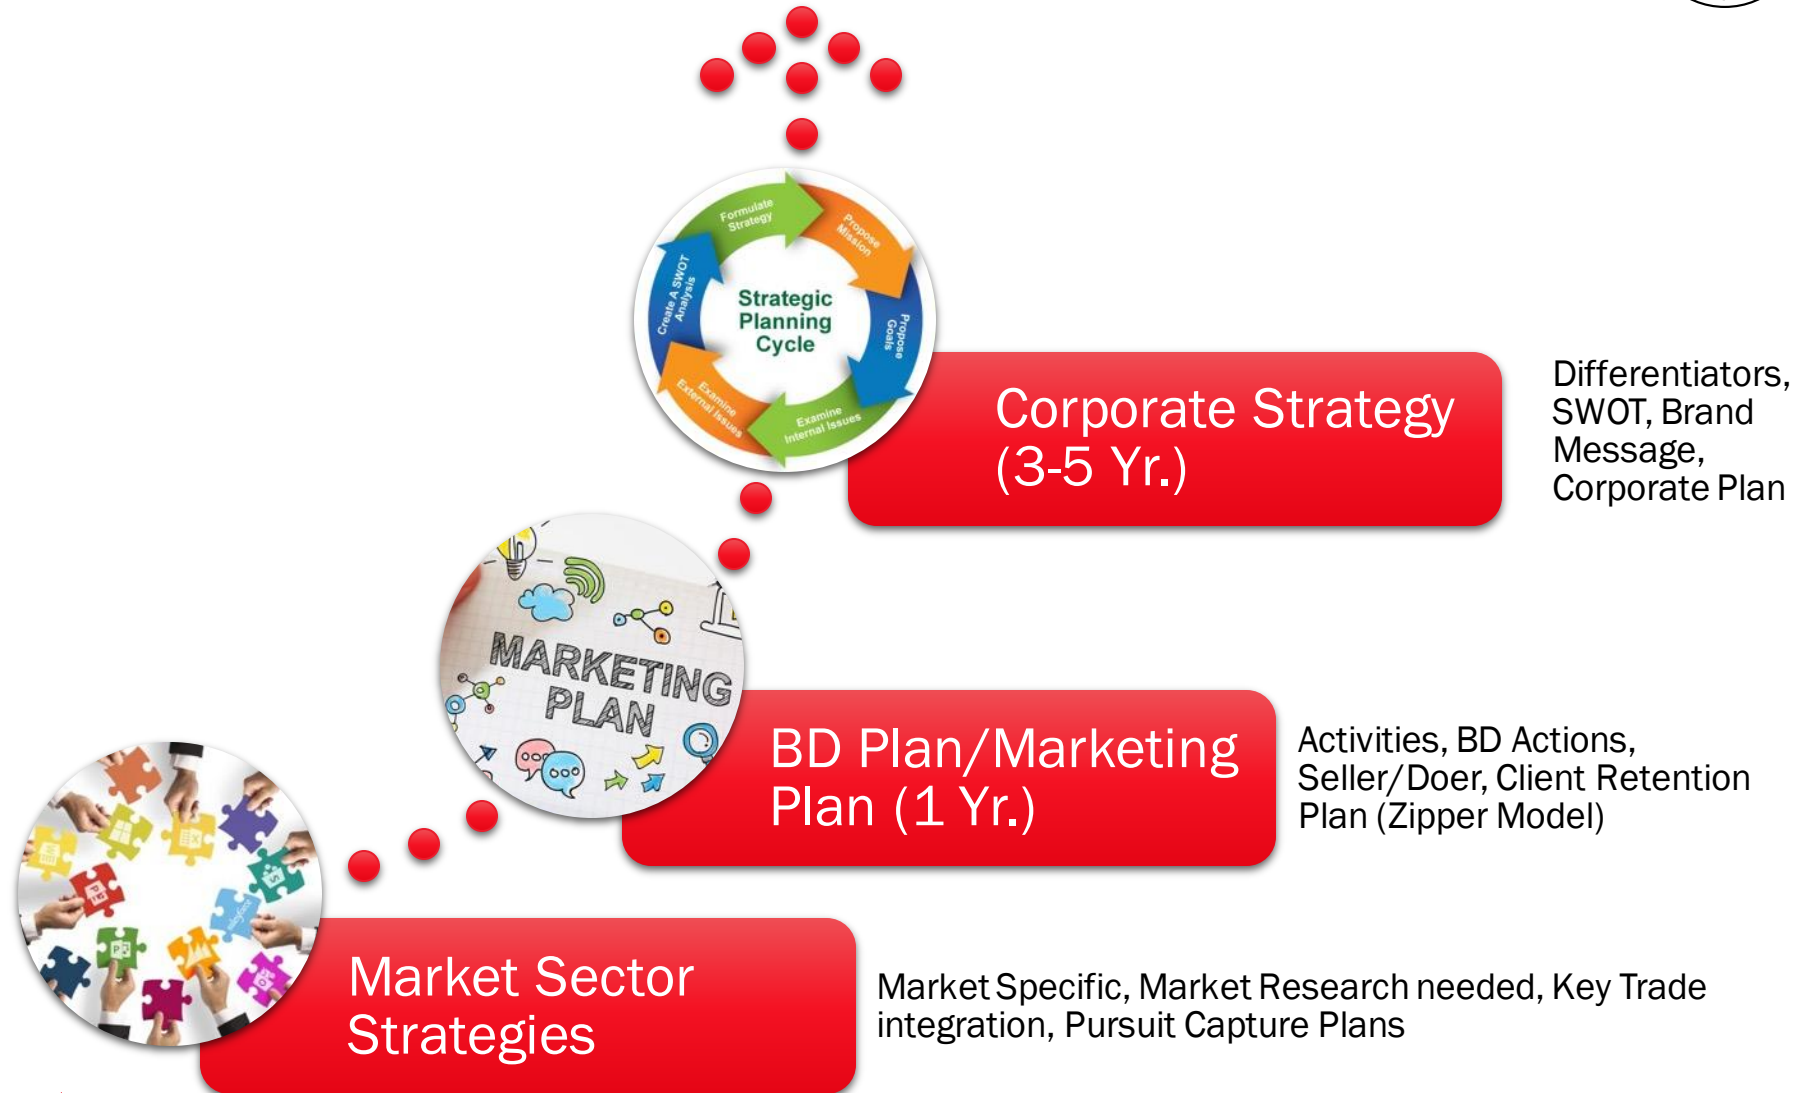 Formulate
Strategy
Propose
Mission
Propose
Goals
Examine
Internal Issues
Examine
External Issues
Create A SWOT
Analysis
Strategic
Planning
Cycle
Corporate Strategy
(3-5 Yr.)
Differentiators,
SWOT, Brand
Message,
Corporate Plan
MARKETING
PLAN
BD Plan/Marketing
Plan (1 Yr.)
Activities, BD Actions,
Seller/Doer, Client Retention
Plan (Zipper Model)
salesforce
Market Sector
Strategies
Market Specific, Market Research needed, Key Trade
integration, Pursuit Capture Plans